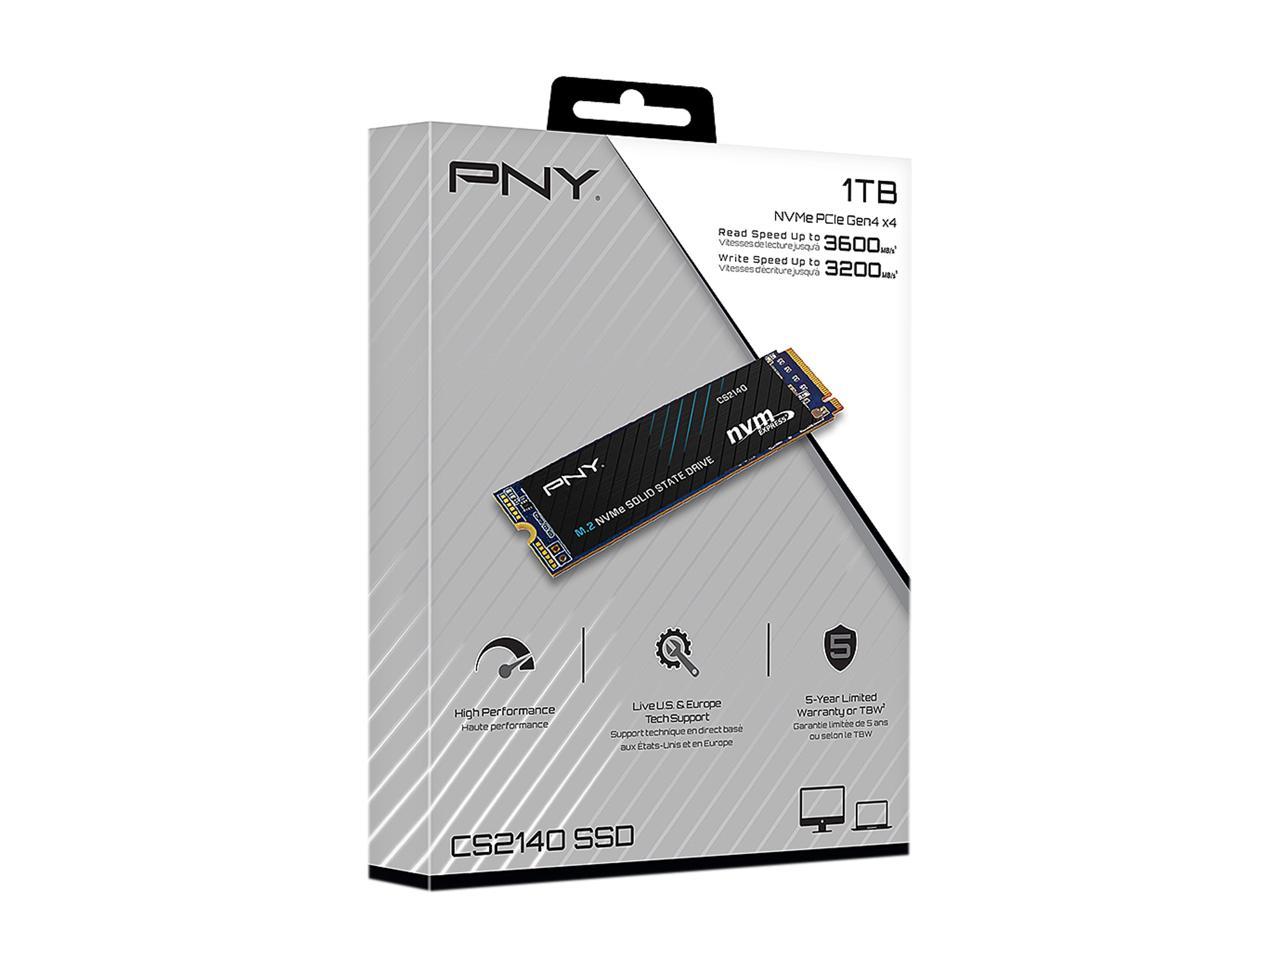 PNY®
1TB
NVMe PCIe Gen4 x4
Read Speed Up to
Vitesses de lecture jusqu'à
3600MB/s¹
Write Speed Up to
Vitesses d'écriture jusqu'à
3200MB/s¹
CS2140
nvm
EXPRESS
PNY.
M.2 NVMe SOLID STATE DRIVE
High Performance
Haute performance
Live U.S. & Europe
Tech Support
Support technique en direct basé
aux États-Unis et en Europe
5
5-Year Limited
Warranty or TBW²
Garantie limitée de 5 ans
ou selon le TBW
CS2140 SSD